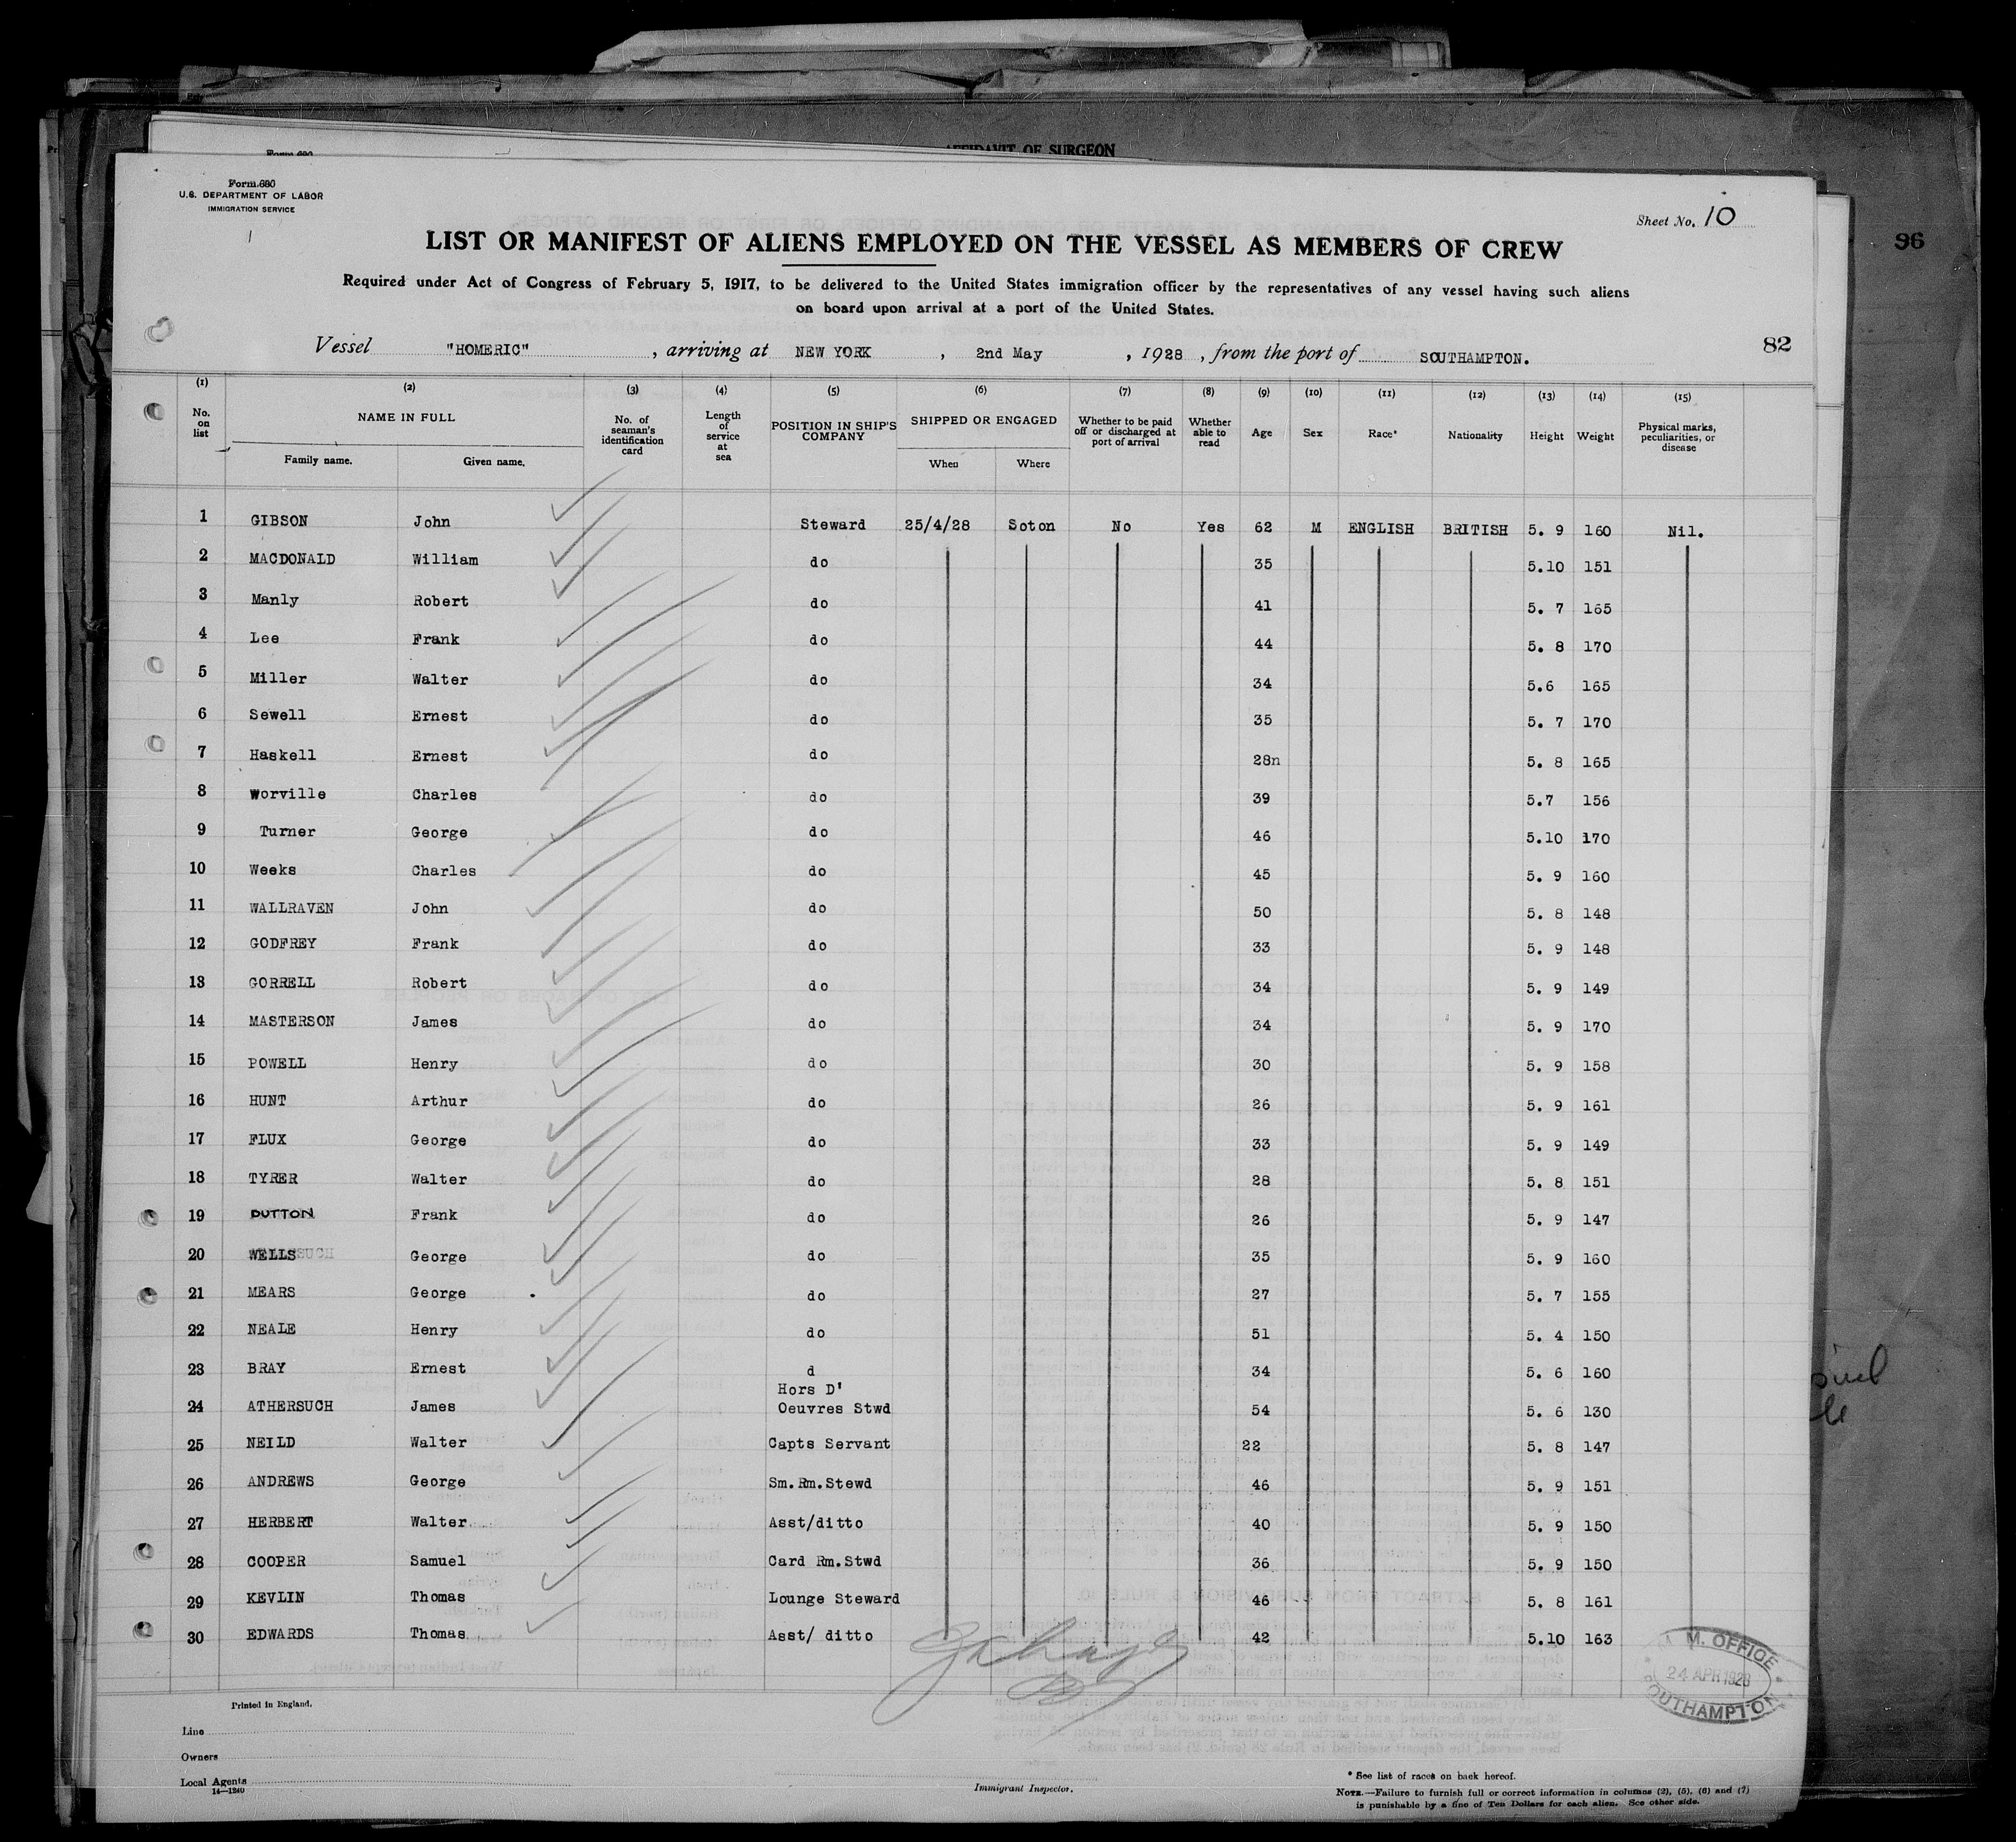 AFFIDAVIT OF SURGEON
Form 680
Form 680
U.S. DEPARTMENT OF LABOR
IMMIGRATION SERVICE
Sheet No. 10
96
LIST OR MANIFEST OF ALIENS EMPLOYED ON THE VESSEL AS MEMBERS OF CREW
Required under Act of Congress of February 5, 1917, to be delivered to the United States immigration officer by the representatives of any vessel having such aliens
on board upon arrival at a port of the United States.
82
Vessel "HOMERIC", arriving at NEW YORK, 2nd May, 1928, from the port of SOUTHAMPTON.
(1) (2) (3) (4) (5) (6) (7) (8) (9) (10) (11) (12) (13) (14) (15)
No. on list NAME IN FULL No. of seaman's identification card Length of service at sea POSITION IN SHIP'S COMPANY SHIPPED OR ENGAGED Whether to be paid off or discharged at port of arrival Whether able to read Age Sex Race* Nationality Height Weight Physical marks, peculiarities, or disease
Family name. Given name. When Where
1 GIBSON John Steward 25/4/28 Soton No Yes 62 M ENGLISH BRITISH 5. 9 160 Nil.
2 MACDONALD William do 35 5.10 151
3 Manly Robert do 41 5. 7 165
4 Lee Frank do 44 5. 8 170
5 Miller Walter do 34 5.6 165
6 Sewell Ernest do 35 5. 7 170
7 Haskell Ernest do 28n 5. 8 165
8 Worville Charles do 39 5.7 156
9 Turner George do 46 5.10 170
10 Weeks Charles do 45 5. 9 160
11 WALLRAVEN John do 50 5. 8 148
12 GODFREY Frank do 33 5. 9 148
13 GORRELL Robert do 34 5. 9 149
14 MASTERSON James do 34 5. 9 170
15 POWELL Henry do 30 5. 9 158
16 HUNT Arthur do 26 5. 9 161
17 FLUX George do 33 5. 9 149
18 TYRER Walter do 28 5. 8 151
19 DUTTON Frank do 26 5. 9 147
20 WELLS George do 35 5. 9 160
21 MEARS George do 27 5. 7 155
22 NEALE Henry do 51 5. 4 150
23 BRAY Ernest d 34 5. 6 160
24 ATHERSUCH James Hors D' Oeuvres Stwd 54 5. 6 130
25 NEILD Walter Capts Servant 22 5. 8 147
26 ANDREWS George Sm.Rm.Stewd 46 5. 9 151
27 HERBERT Walter Asst/ditto 40 5. 9 150
28 COOPER Samuel Card Rm.Stwd 36 5. 9 150
29 KEVLIN Thomas Lounge Steward 46 5. 8 161
30 EDWARDS Thomas Asst/ ditto 42 5.10 163
M. M. OFFICE
24 APR 1928
SOUTHAMPTON
Printed in England.
Line
Owners
Local Agents
14—1240
Immigrant Inspector.
* See list of races on back hereof.
NOTE.—Failure to furnish full or correct information in columns (2), (5), (6) and (7)
is punishable by a fine of Ten Dollars for each alien. See other side.